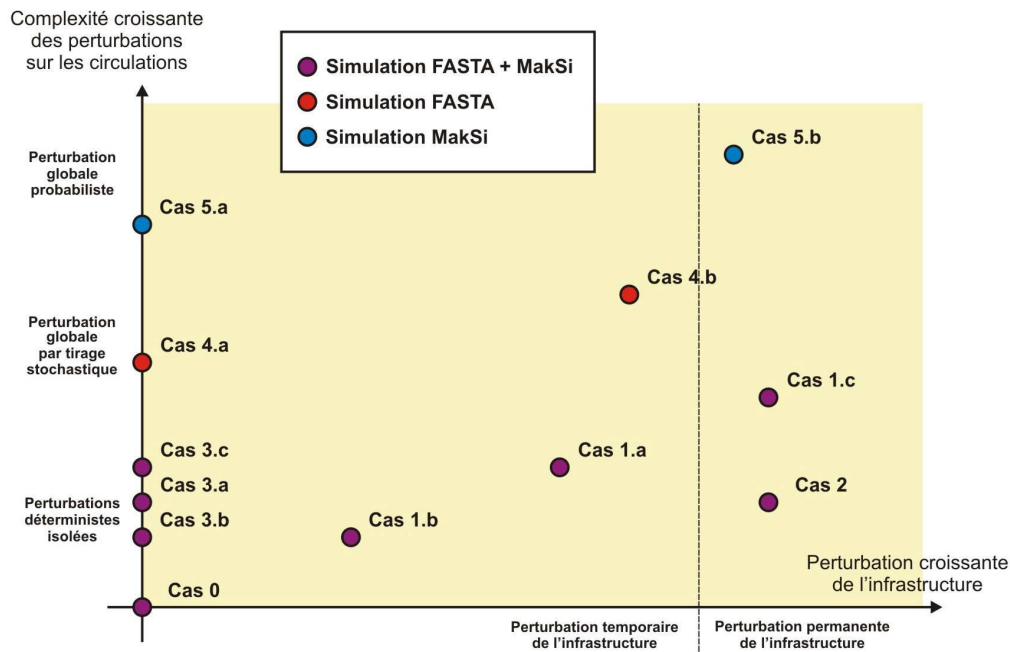 Complexité croissante
des perturbations
sur les circulations
Simulation FASTA + MakSi
Simulation FASTA
Simulation MakSi
Perturbation
globale
probabiliste
Cas 5.b
Cas 5.a
Cas 4.b
Perturbation
globale
par tirage
stochastique
Cas 4.a
Cas 1.c
Cas 3.c
Cas 1.a
Cas 3.a
Cas 2
Perturbations
déterministes
isolées
Cas 3.b
Cas 1.b
Perturbation croissante
de l'infrastructure
Cas 0
Perturbation temporaire
de l'infrastructure
Perturbation permanente
de l'infrastructure